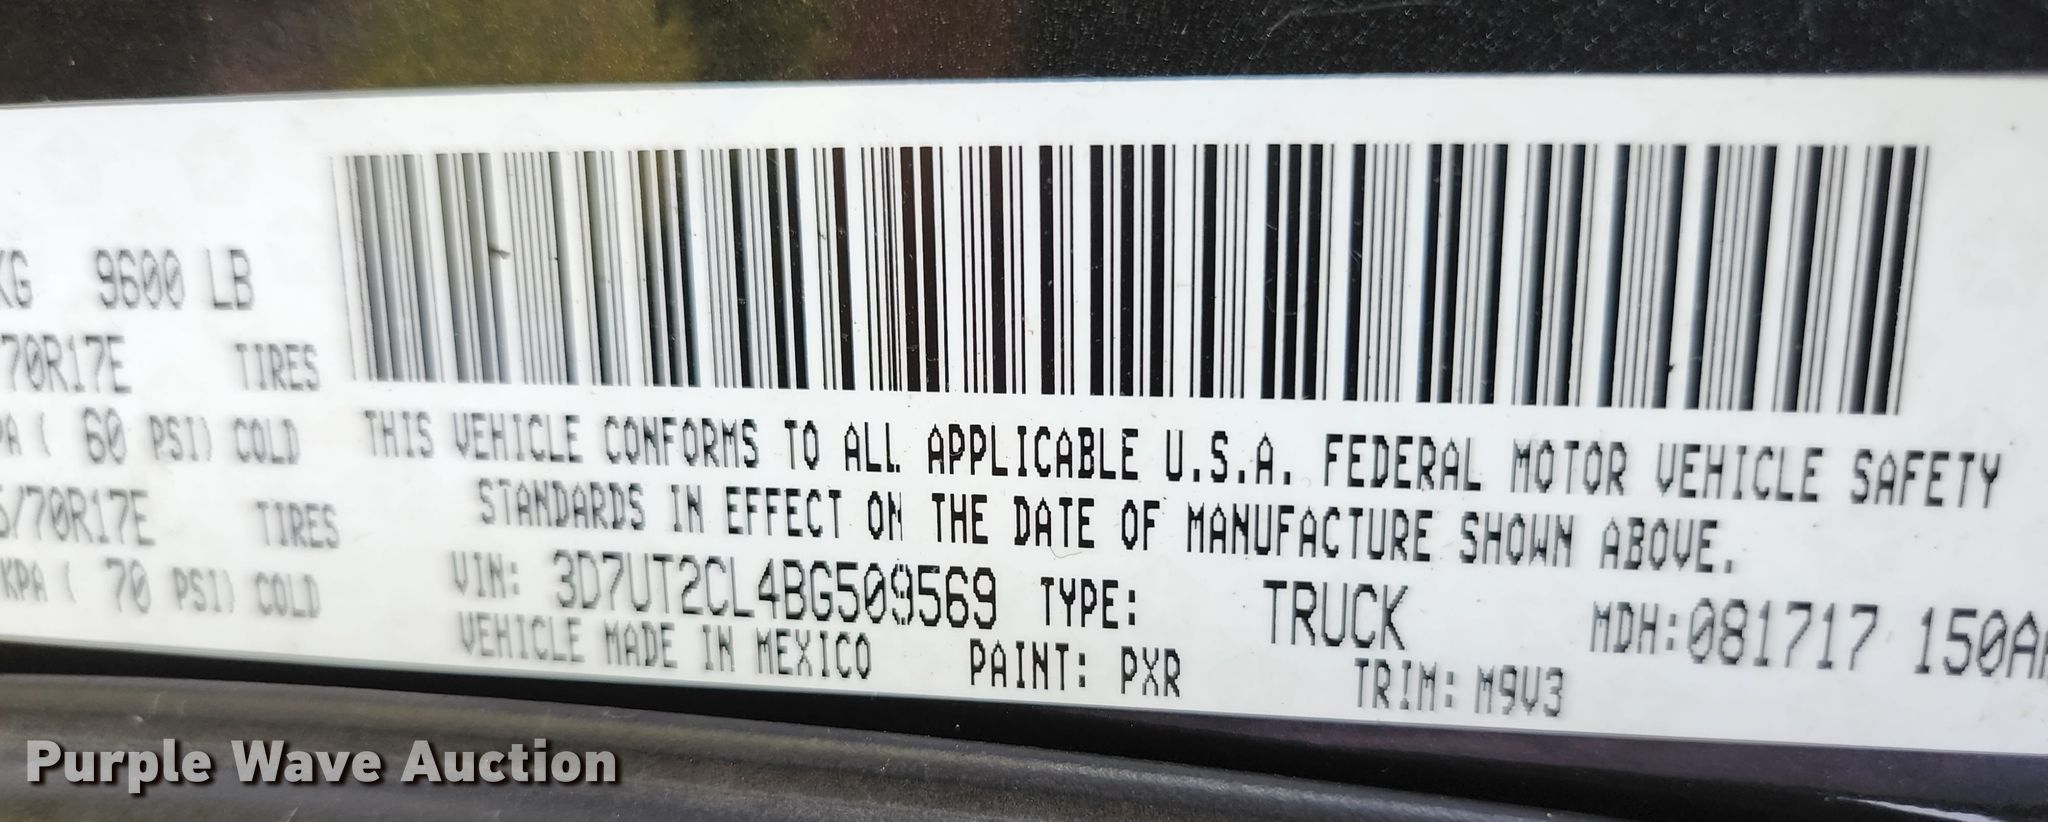 KG 9600 LB
70R17E TIRES
PA ( 60 PSI) COLD
/70R17E TIRES
KPA ( 70 PSI) COLD
THIS VEHICLE CONFORMS TO ALL APPLICABLE U.S.A. FEDERAL MOTOR VEHICLE SAFETY
STANDARDS IN EFFECT ON THE DATE OF MANUFACTURE SHOWN ABOVE.
VIN: 3D7UT2CL4BG509569 TYPE: TRUCK MDH:081717 150A
VEHICLE MADE IN MEXICO PAINT: PXR TRIM: M9V3
Purple Wave Auction